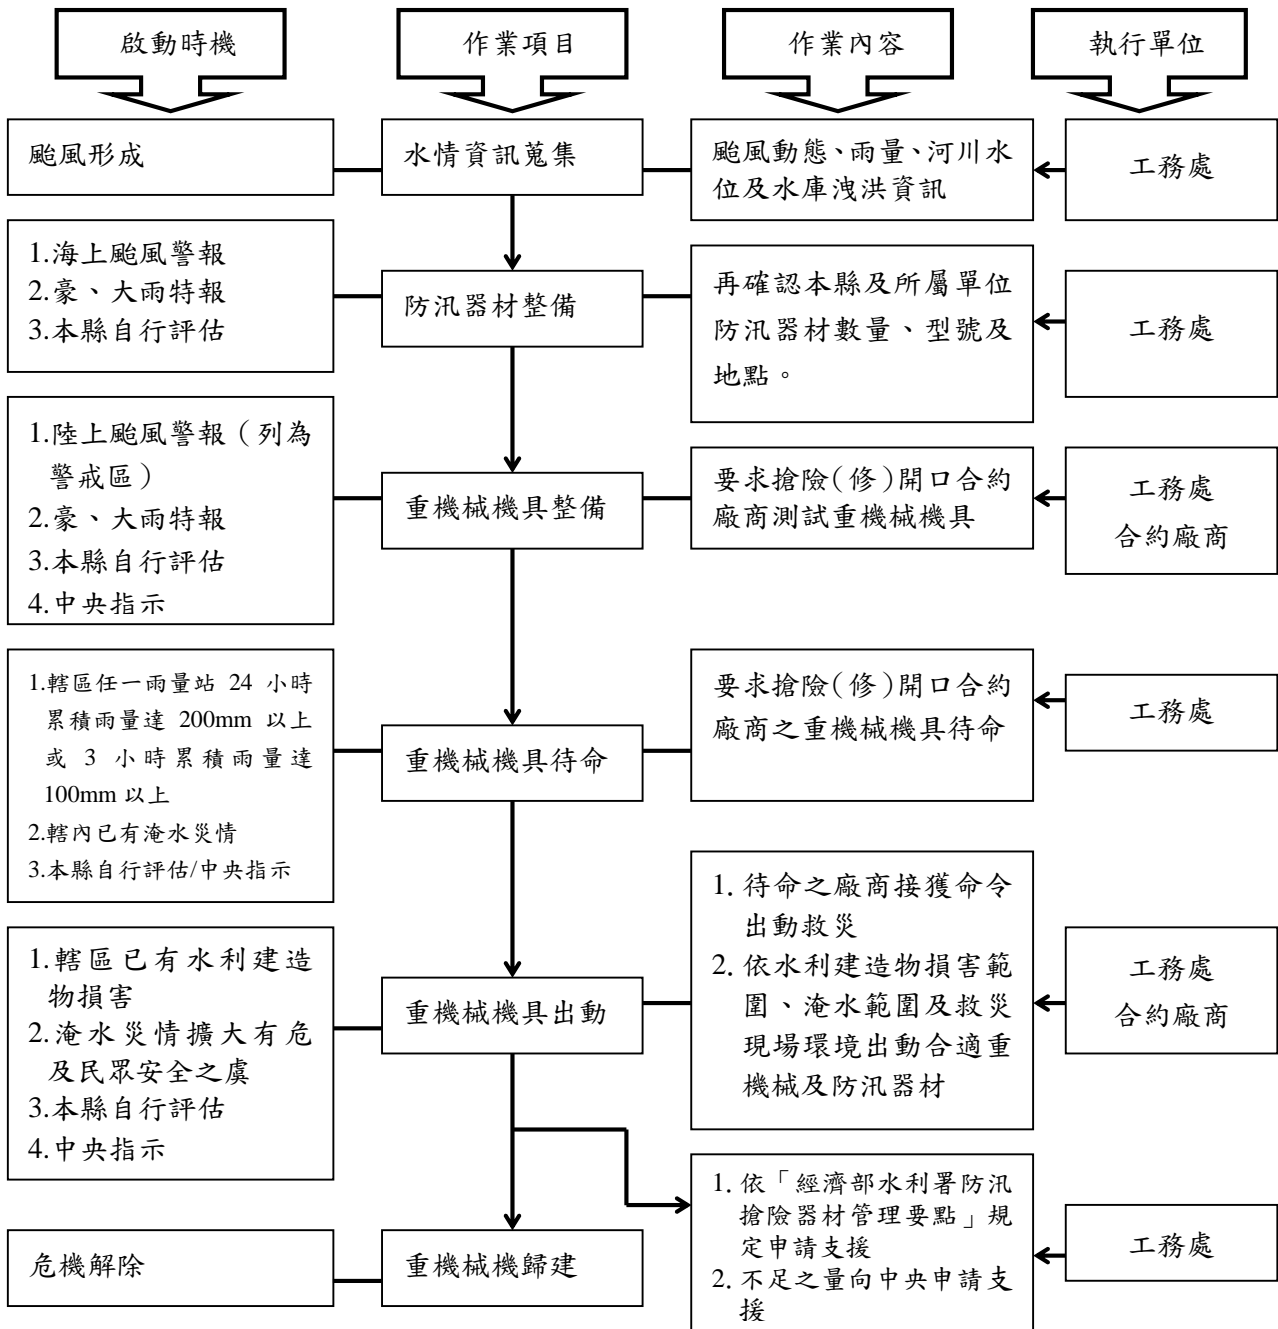 啟動時機
作業項目
作業內容
執行單位
颱風形成
水情資訊蒐集
颱風動態、雨量、河川水
位及水庫洩洪資訊
工務處
1.海上颱風警報
2.豪、大雨特報
3.本縣自行評估
防汛器材整備
再確認本縣及所屬單位
防汛器材數量、型號及
地點。
工務處
1.陸上颱風警報（列為
警戒區）
2.豪、大雨特報
3.本縣自行評估
4.中央指示
重機械機具整備
要求搶險(修)開口合約
廠商測試重機械機具
工務處
合約廠商
1.轄區任一雨量站 24 小時
累積雨量達 200mm 以上
或 3 小時累積雨量達
100mm 以上
2.轄內已有淹水災情
3.本縣自行評估/中央指示
重機械機具待命
要求搶險(修)開口合約
廠商之重機械機具待命
工務處
1.轄區已有水利建造
物損害
2.淹水災情擴大有危
及民眾安全之虞
3.本縣自行評估
4.中央指示
重機械機具出動
1. 待命之廠商接獲命令
出動救災
2. 依水利建造物損害範
圍、淹水範圍及救災
現場環境出動合適重
機械及防汛器材
工務處
合約廠商
危機解除
重機械機歸建
1. 依「經濟部水利署防汛
搶險器材管理要點」規
定申請支援
2. 不足之量向中央申請支
援
工務處